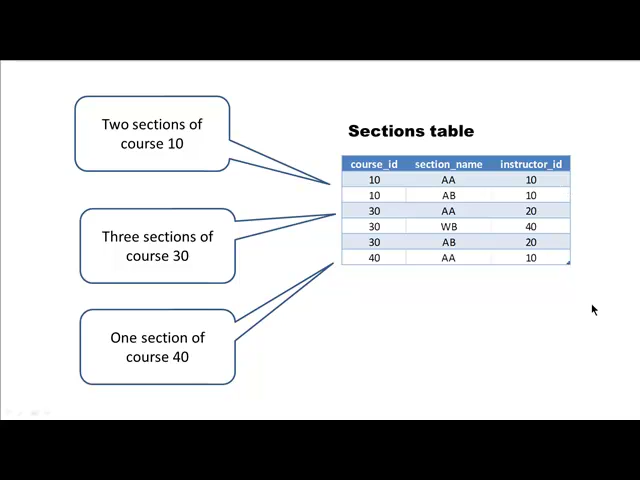 Two sections of
course 10
Three sections of
course 30
One section of
course 40
Sections table
course_id section_name instructor_id
10 AA 10
10 AB 10
30 AA 20
30 WB 40
30 AB 20
40 AA 10